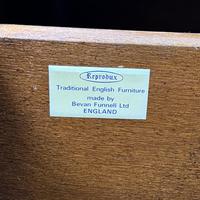 Reprodux
Traditional English Furniture
made by
Bevan Funnell Ltd
ENGLAND